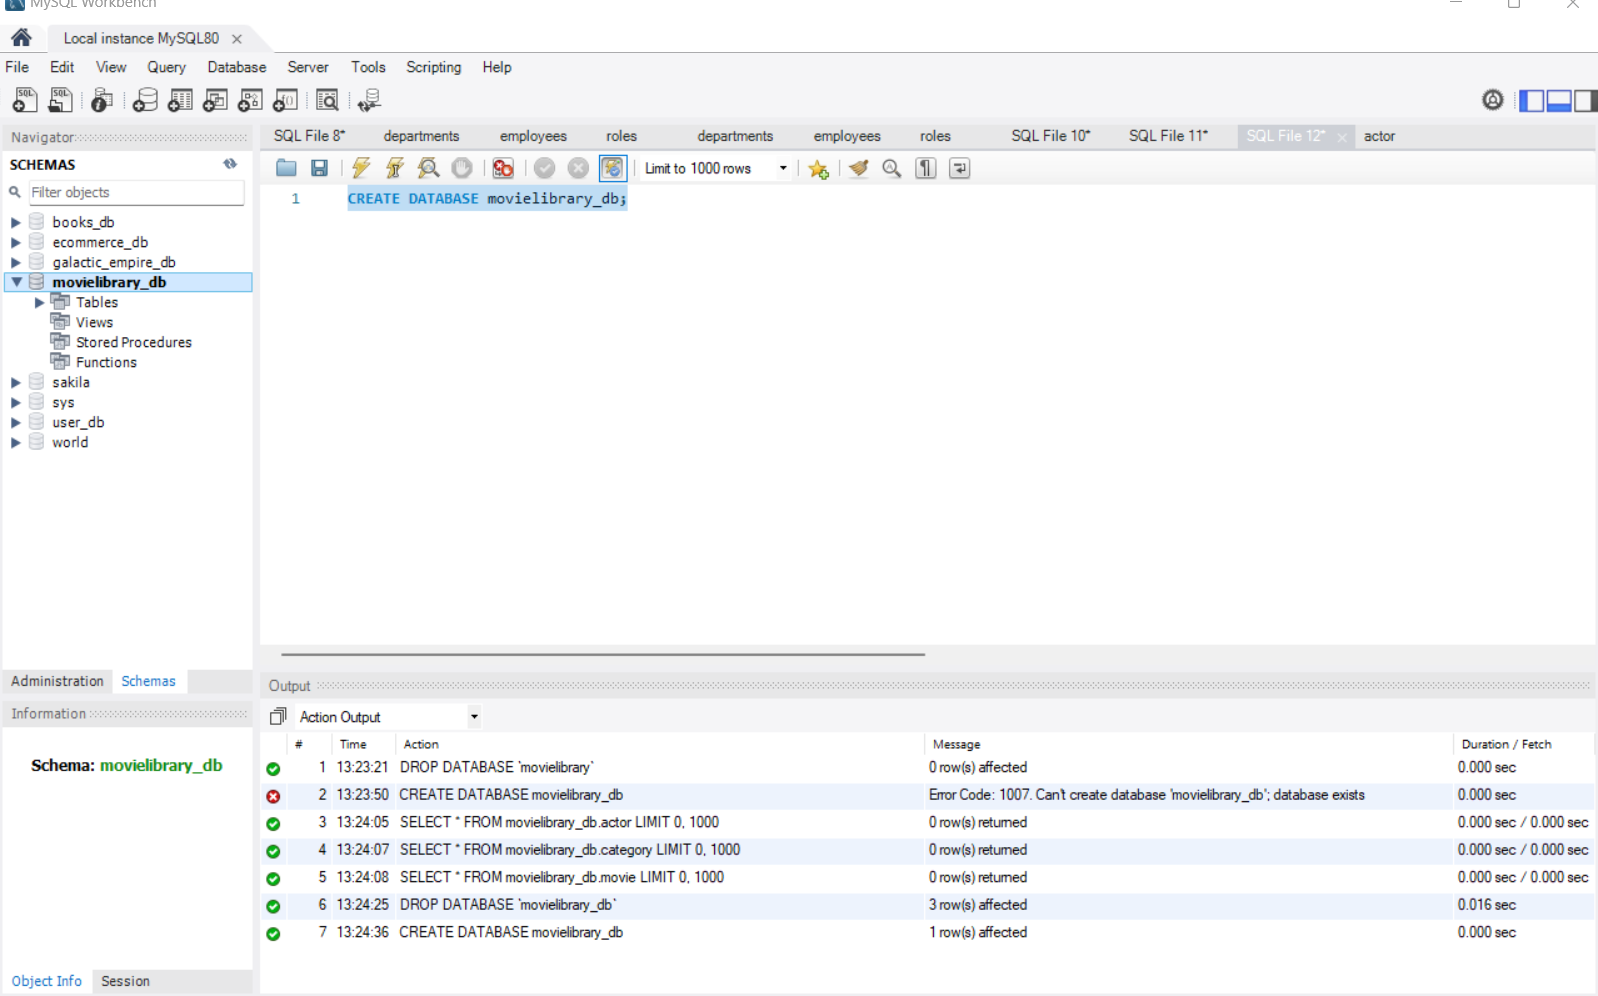 MySQL Workbench
Local instance MySQL80
File Edit View Query Database Server Tools Scripting Help
Navigator
SCHEMAS
Filter objects
books_db
ecommerce_db
galactic_empire_db
movielibrary_db
Tables
Views
Stored Procedures
Functions
sakila
sys
user_db
world
Administration Schemas
Information
Schema: movielibrary_db
Object Info Session
SQL File 8* departments employees roles departments employees roles SQL File 10* SQL File 11* SQL File 12* actor
Limit to 1000 rows
1 CREATE DATABASE movielibrary_db;
Output
Action Output
# Time Action Message Duration / Fetch
1 13:23:21 DROP DATABASE `movielibrary` 0 row(s) affected 0.000 sec
2 13:23:50 CREATE DATABASE movielibrary_db Error Code: 1007. Can't create database 'movielibrary_db'; database exists 0.000 sec
3 13:24:05 SELECT * FROM movielibrary_db.actor LIMIT 0, 1000 0 row(s) returned 0.000 sec / 0.000 sec
4 13:24:07 SELECT * FROM movielibrary_db.category LIMIT 0, 1000 0 row(s) returned 0.000 sec / 0.000 sec
5 13:24:08 SELECT * FROM movielibrary_db.movie LIMIT 0, 1000 0 row(s) returned 0.000 sec / 0.000 sec
6 13:24:25 DROP DATABASE `movielibrary_db` 3 row(s) affected 0.016 sec
7 13:24:36 CREATE DATABASE movielibrary_db 1 row(s) affected 0.000 sec